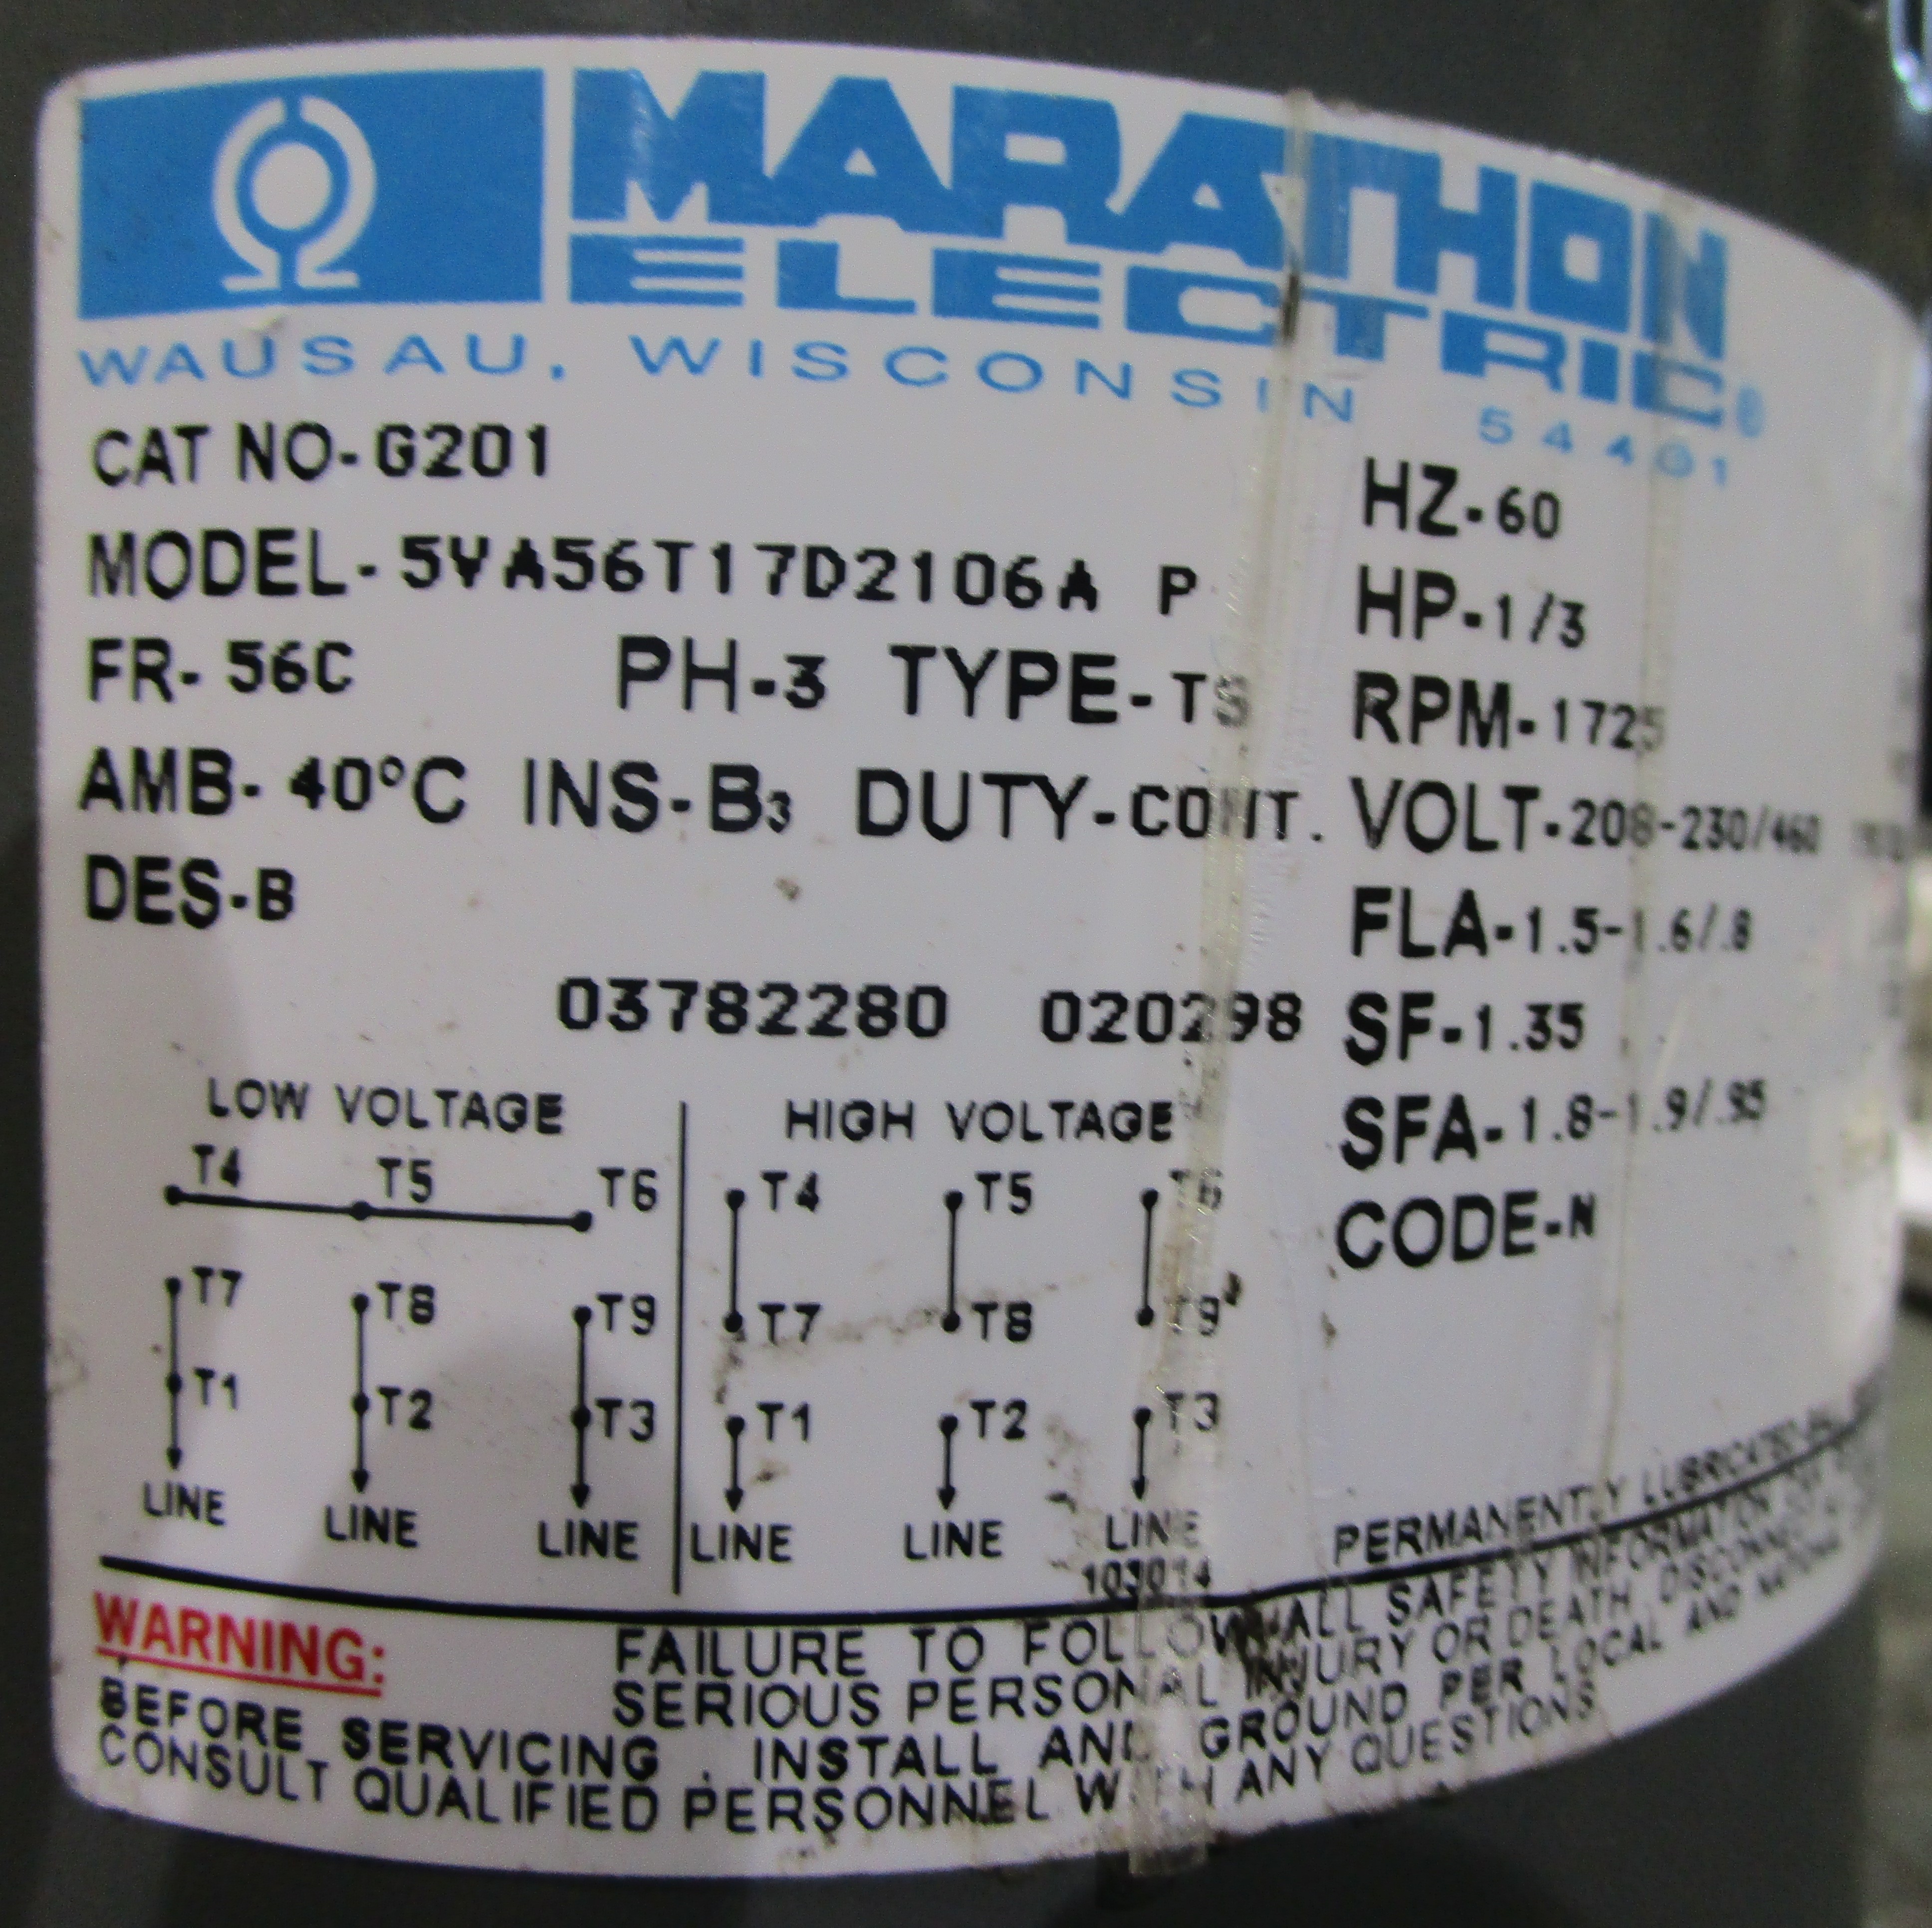 MARATHON
ELECTRIC®
WAUSAU, WISCONSIN 54401
CAT NO-G201
MODEL-5VA56T17D2106A P
FR-56C PH-3 TYPE-TS
AMB-40°C INS-B3 DUTY-CONT.
DES-B
03782280 020298
HZ-60
HP-1/3
RPM-1725
VOLT-208-230/460
FLA-1.5-1.6/.8
SF-1.35
SFA-1.8-1.9/.95
CODE-N
LOW VOLTAGE
T4 T5 T6
T7 T8 T9
T1 T2 T3
LINE LINE LINE
HIGH VOLTAGE
T4 T5 T6
T7 T8 T9
T1 T2 T3
LINE LINE LINE
103014
PERMANENTLY LUBRICATED
WARNING: FAILURE TO FOLLOW ALL SAFETY INFORMATION
SERIOUS PERSONAL INJURY OR DEATH. DISCONNECT
BEFORE SERVICING. INSTALL AND GROUND PER LOCAL AND NATIONAL
CONSULT QUALIFIED PERSONNEL WITH ANY QUESTIONS